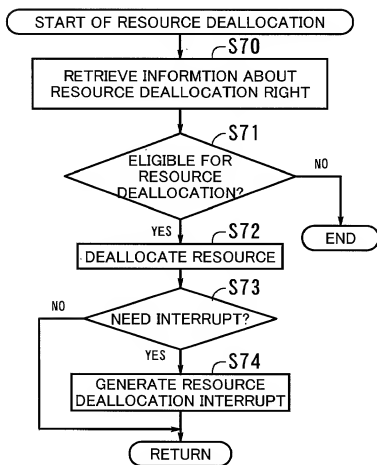 START OF RESOURCE DEALLOCATION
S70
RETRIEVE INFORMTION ABOUT
RESOURCE DEALLOCATION RIGHT
S71
ELIGIBLE FOR
RESOURCE
DEALLOCATION?
NO
YES
END
S72
DEALLOCATE RESOURCE
S73
NO
NEED INTERRUPT?
YES
S74
GENERATE RESOURCE
DEALLOCATION INTERRUPT
RETURN